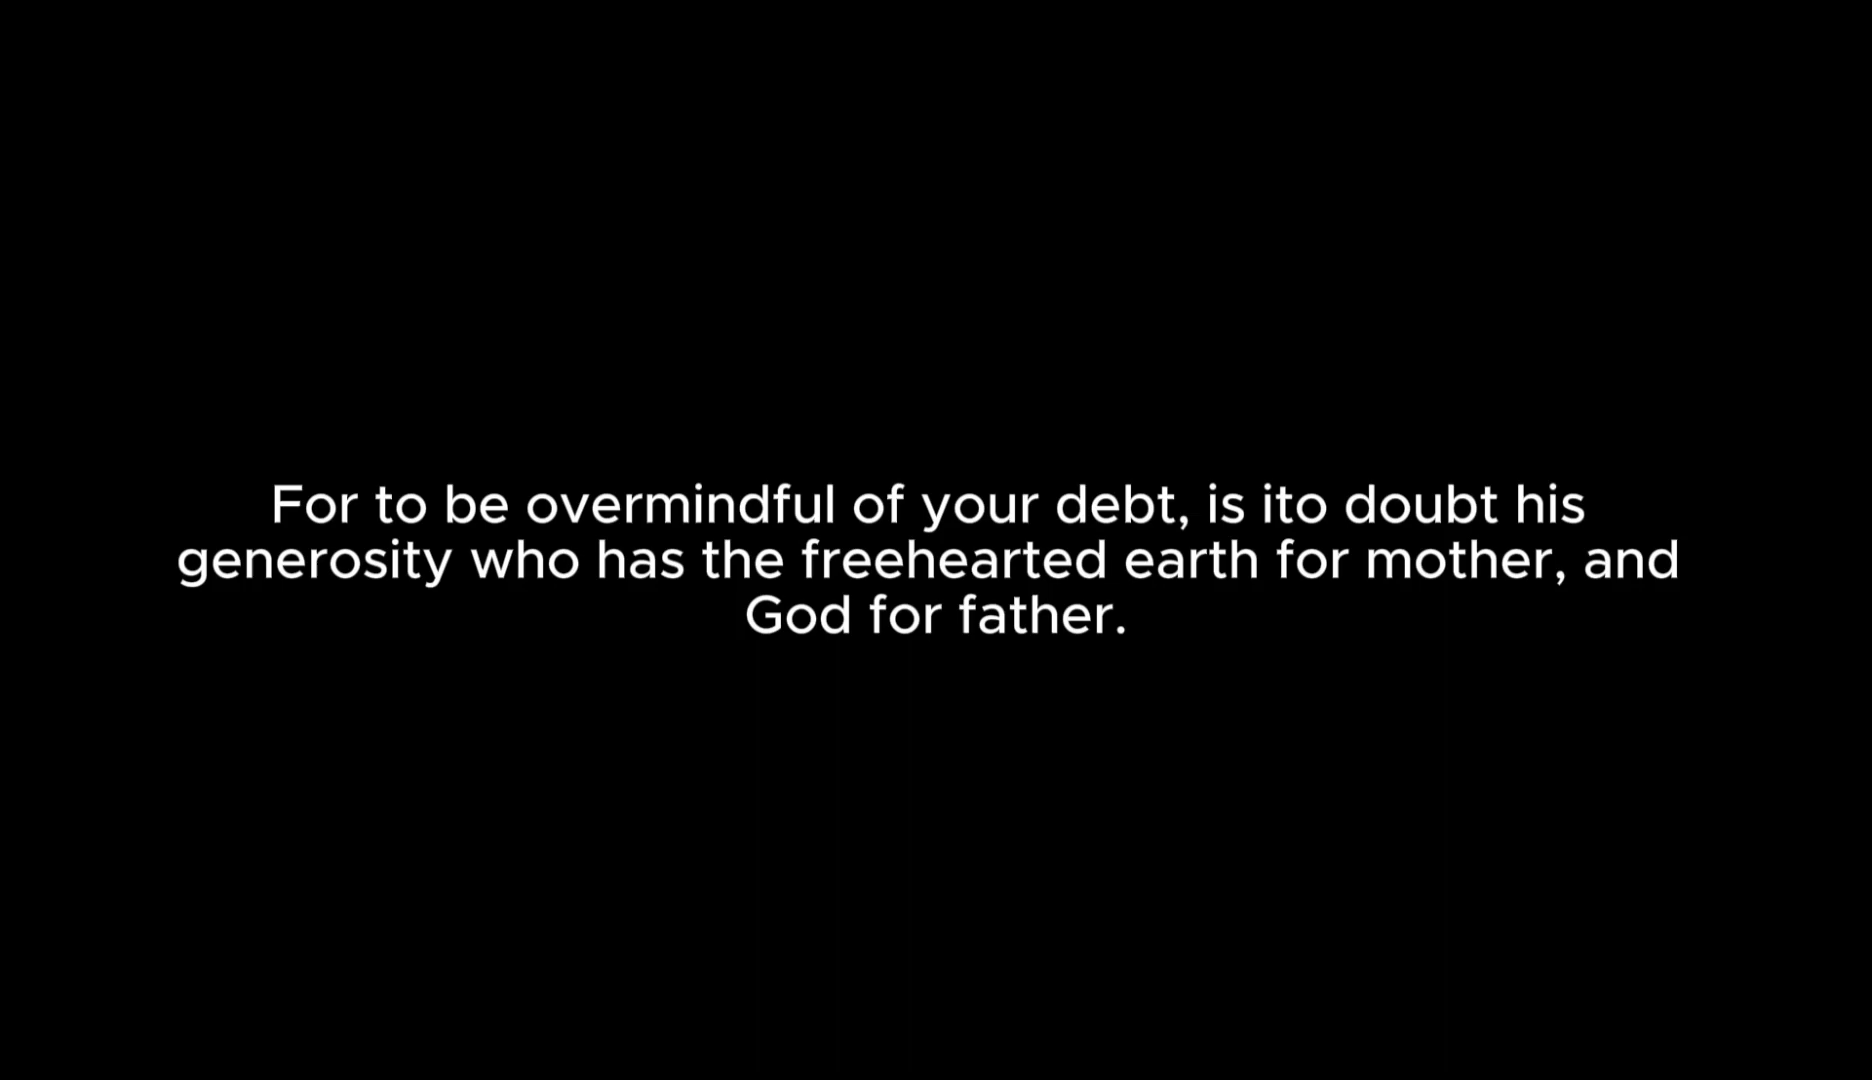 For to be overmindful of your debt, is ito doubt his
generosity who has the freehearted earth for mother, and
God for father.